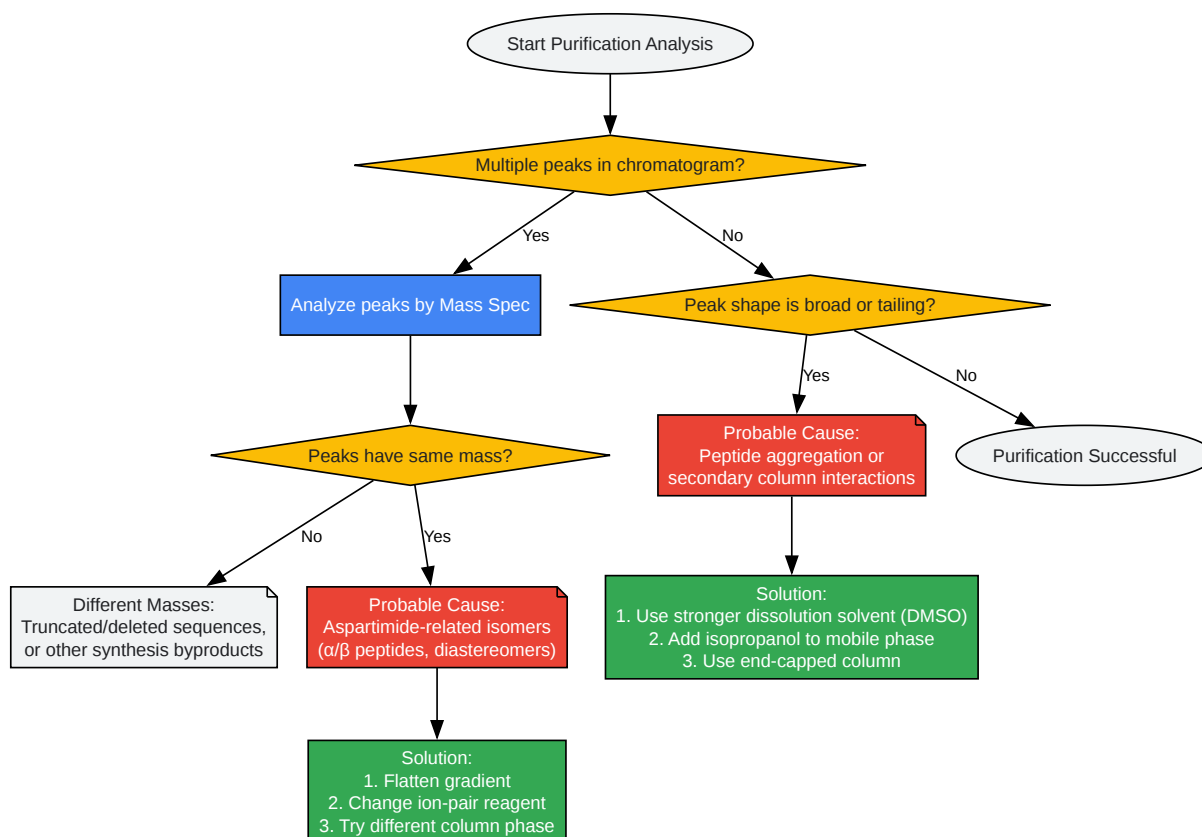 Start Purification Analysis
Multiple peaks in chromatogram?
Yes
No
Analyze peaks by Mass Spec
Peak shape is broad or tailing?
Yes
No
Peaks have same mass?
Probable Cause:
Peptide aggregation or
secondary column interactions
Purification Successful
No
Yes
Different Masses:
Truncated/deleted sequences,
or other synthesis byproducts
Probable Cause:
Aspartimide-related isomers
(α/β peptides, diastereomers)
Solution:
1. Use stronger dissolution solvent (DMSO)
2. Add isopropanol to mobile phase
3. Use end-capped column
Solution:
1. Flatten gradient
2. Change ion-pair reagent
3. Try different column phase